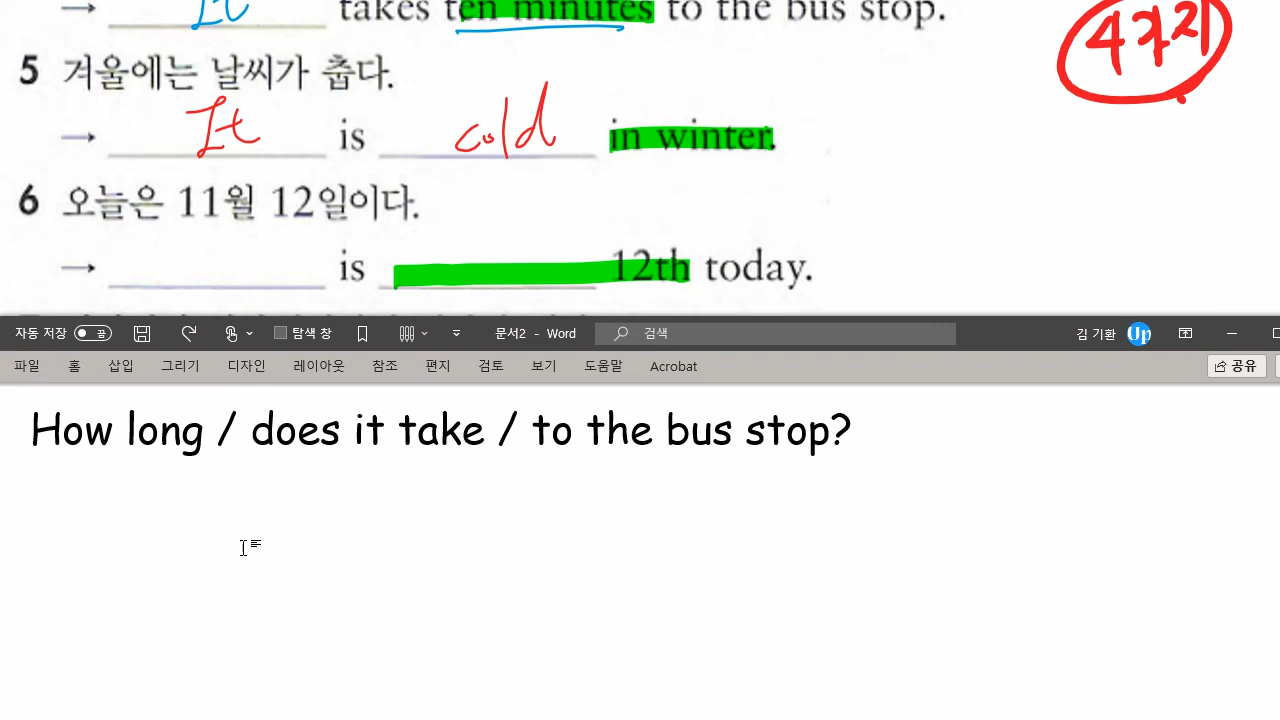 → It takes ten minutes to the bus stop.
4가지
5 겨울에는 날씨가 춥다.
→ It is cold in winter.
6 오늘은 11월 12일이다.
→ ____ is ____ 12th today.
자동 저장 탐색 창 문서2 - Word 검색 김 기환 Up
파일 홈 삽입 그리기 디자인 레이아웃 참조 편지 검토 보기 도움말 Acrobat 공유
How long / does it take / to the bus stop?